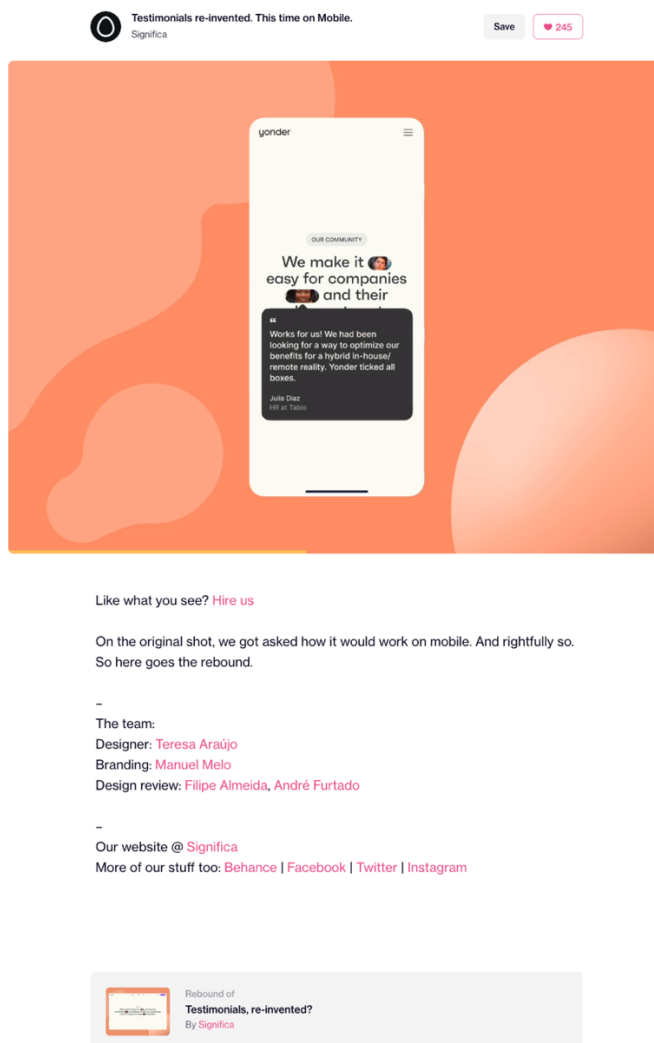 Testimonials re-invented. This time on Mobile.
Significa
Save
245
yonder
OUR COMMUNITY
We make it
easy for companies
and their
“
Works for us! We had been
looking for a way to optimize our
benefits for a hybrid in-house/
remote reality. Yonder ticked all
boxes.
Julia Diaz
HR at Tabio
Like what you see? Hire us
On the original shot, we got asked how it would work on mobile. And rightfully so.
So here goes the rebound.
–
The team:
Designer: Teresa Araújo
Branding: Manuel Melo
Design review: Filipe Almeida, André Furtado
–
Our website @ Significa
More of our stuff too: Behance | Facebook | Twitter | Instagram
Rebound of
Testimonials, re-invented?
By Significa